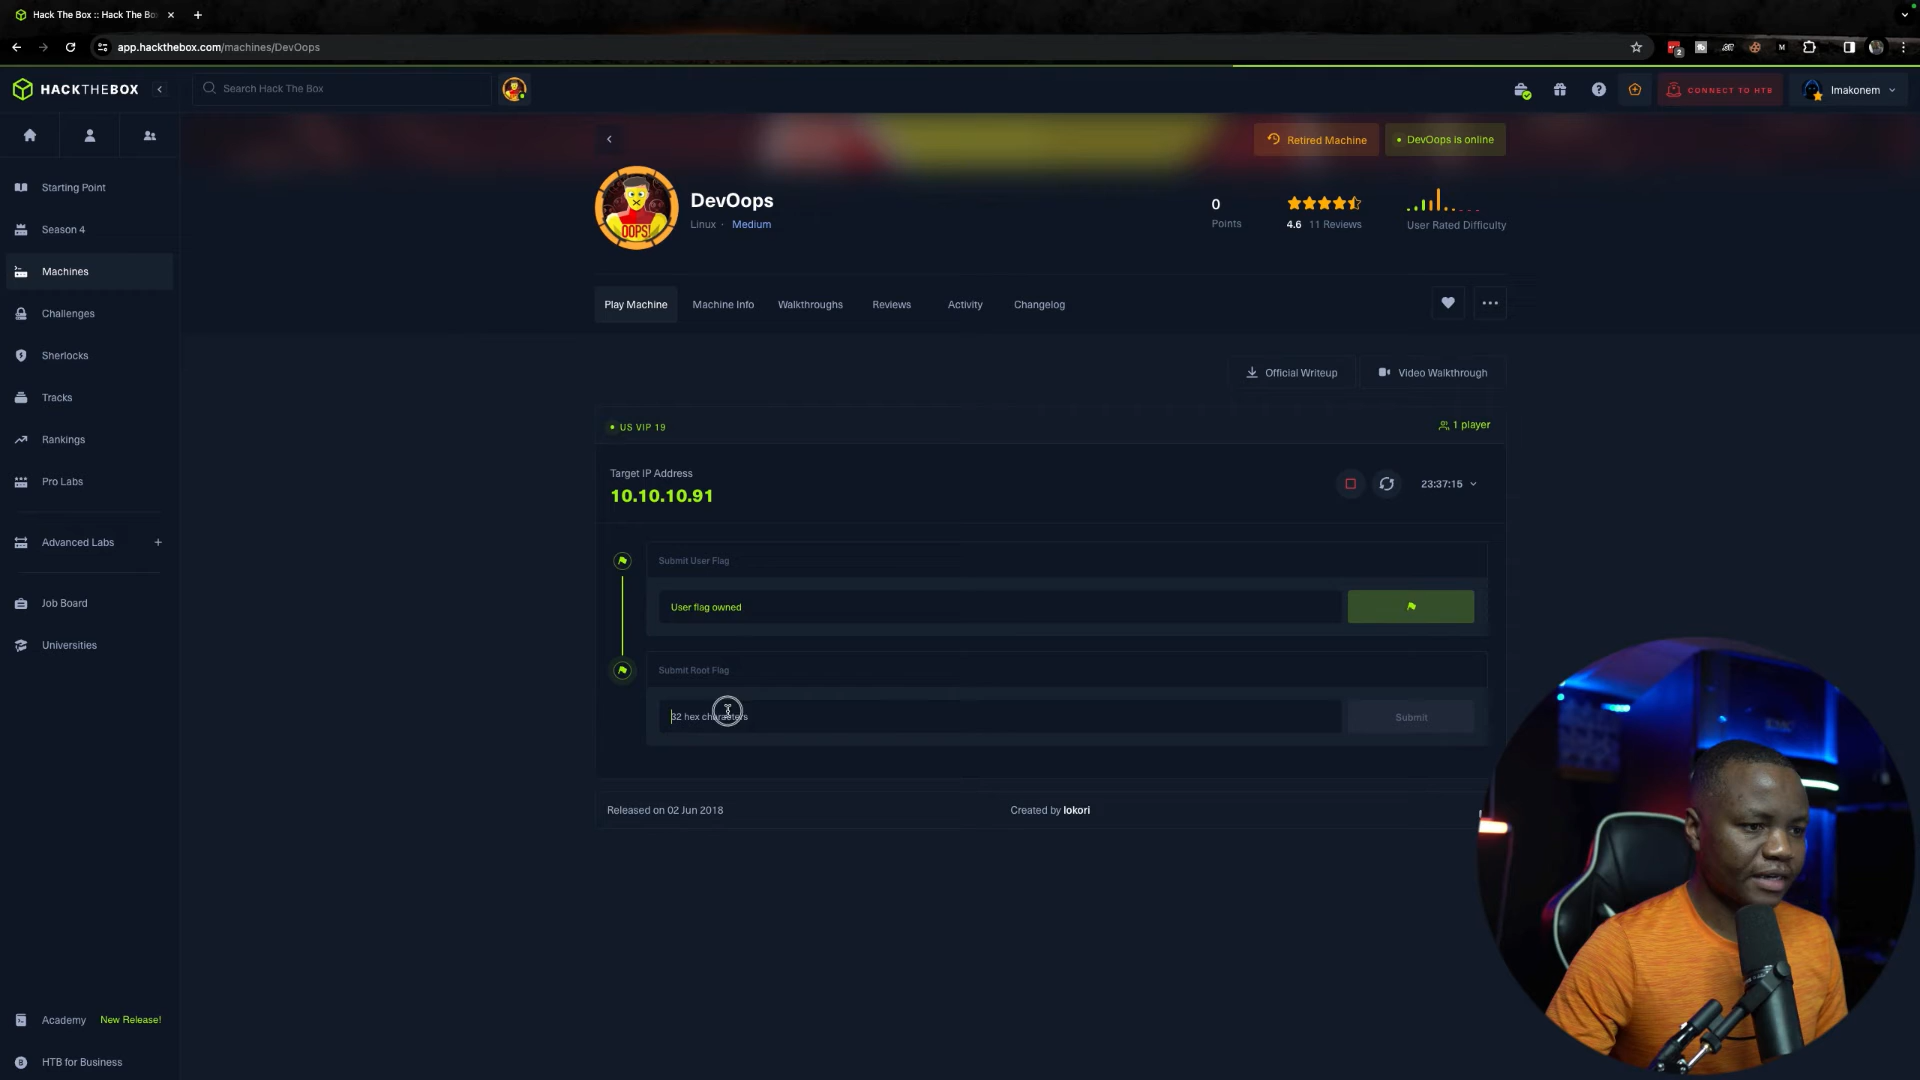 Hack The Box :: Hack The Bo
app.hackthebox.com/machines/DevOops
HACKTHEBOX
Search Hack The Box
CONNECT TO HTB
lmakonem
Retired Machine
DevOops is online
DevOops
Linux · Medium
0
Points
4.6 11 Reviews
User Rated Difficulty
OOPS!
Starting Point
Season 4
Machines
Challenges
Sherlocks
Tracks
Rankings
Pro Labs
Advanced Labs
Job Board
Universities
Academy New Release!
HTB for Business
Play Machine
Machine Info
Walkthroughs
Reviews
Activity
Changelog
Official Writeup
Video Walkthrough
US VIP 19
1 player
Target IP Address
10.10.10.91
23:37:15
Submit User Flag
User flag owned
Submit Root Flag
32 hex characters
Submit
Released on 02 Jun 2018
Created by lokori